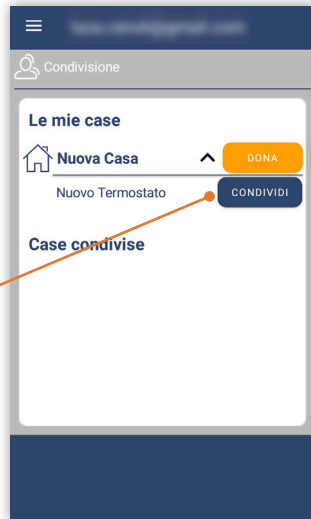 Condivisione
Le mie case
Nuova Casa DONA
Nuovo Termostato CONDIVIDI
Case condivise